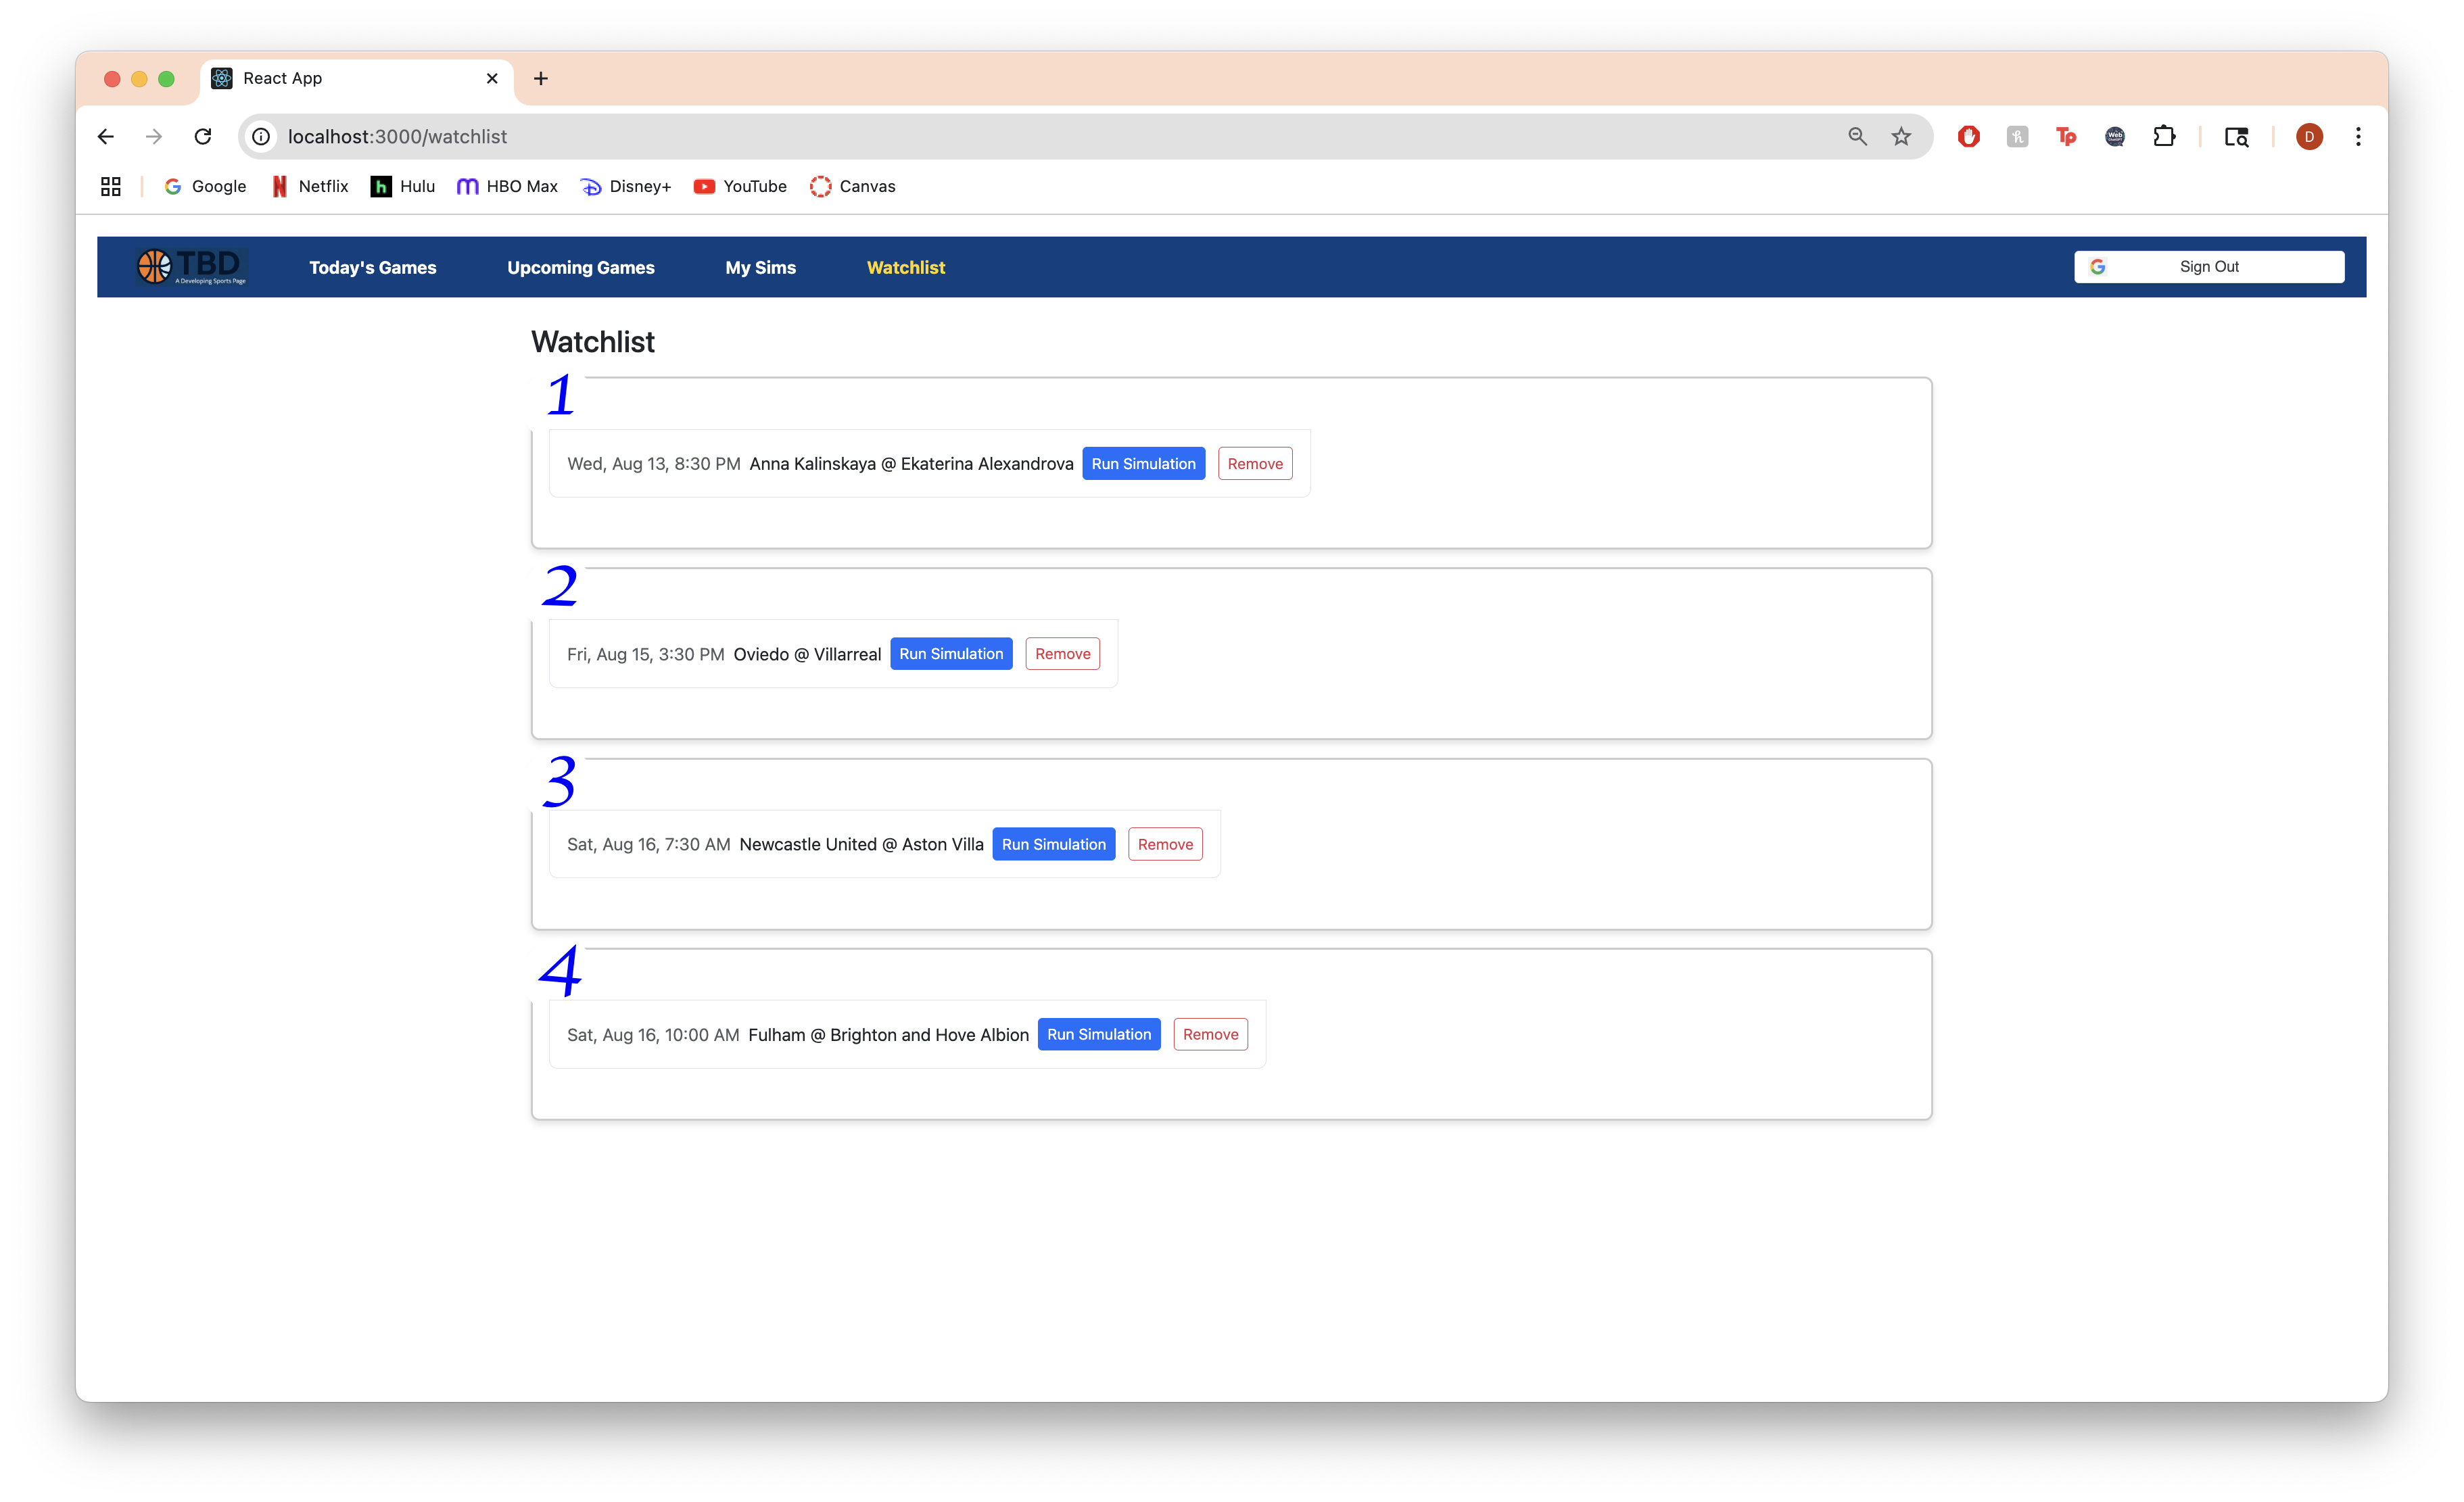 React App
localhost:3000/watchlist
D
Google Netflix Hulu HBO Max Disney+ YouTube Canvas
TBD
A Developing Sports Page
Today's Games Upcoming Games My Sims Watchlist Sign Out
Watchlist
1
Wed, Aug 13, 8:30 PM Anna Kalinskaya @ Ekaterina Alexandrova Run Simulation Remove
2
Fri, Aug 15, 3:30 PM Oviedo @ Villarreal Run Simulation Remove
3
Sat, Aug 16, 7:30 AM Newcastle United @ Aston Villa Run Simulation Remove
4
Sat, Aug 16, 10:00 AM Fulham @ Brighton and Hove Albion Run Simulation Remove